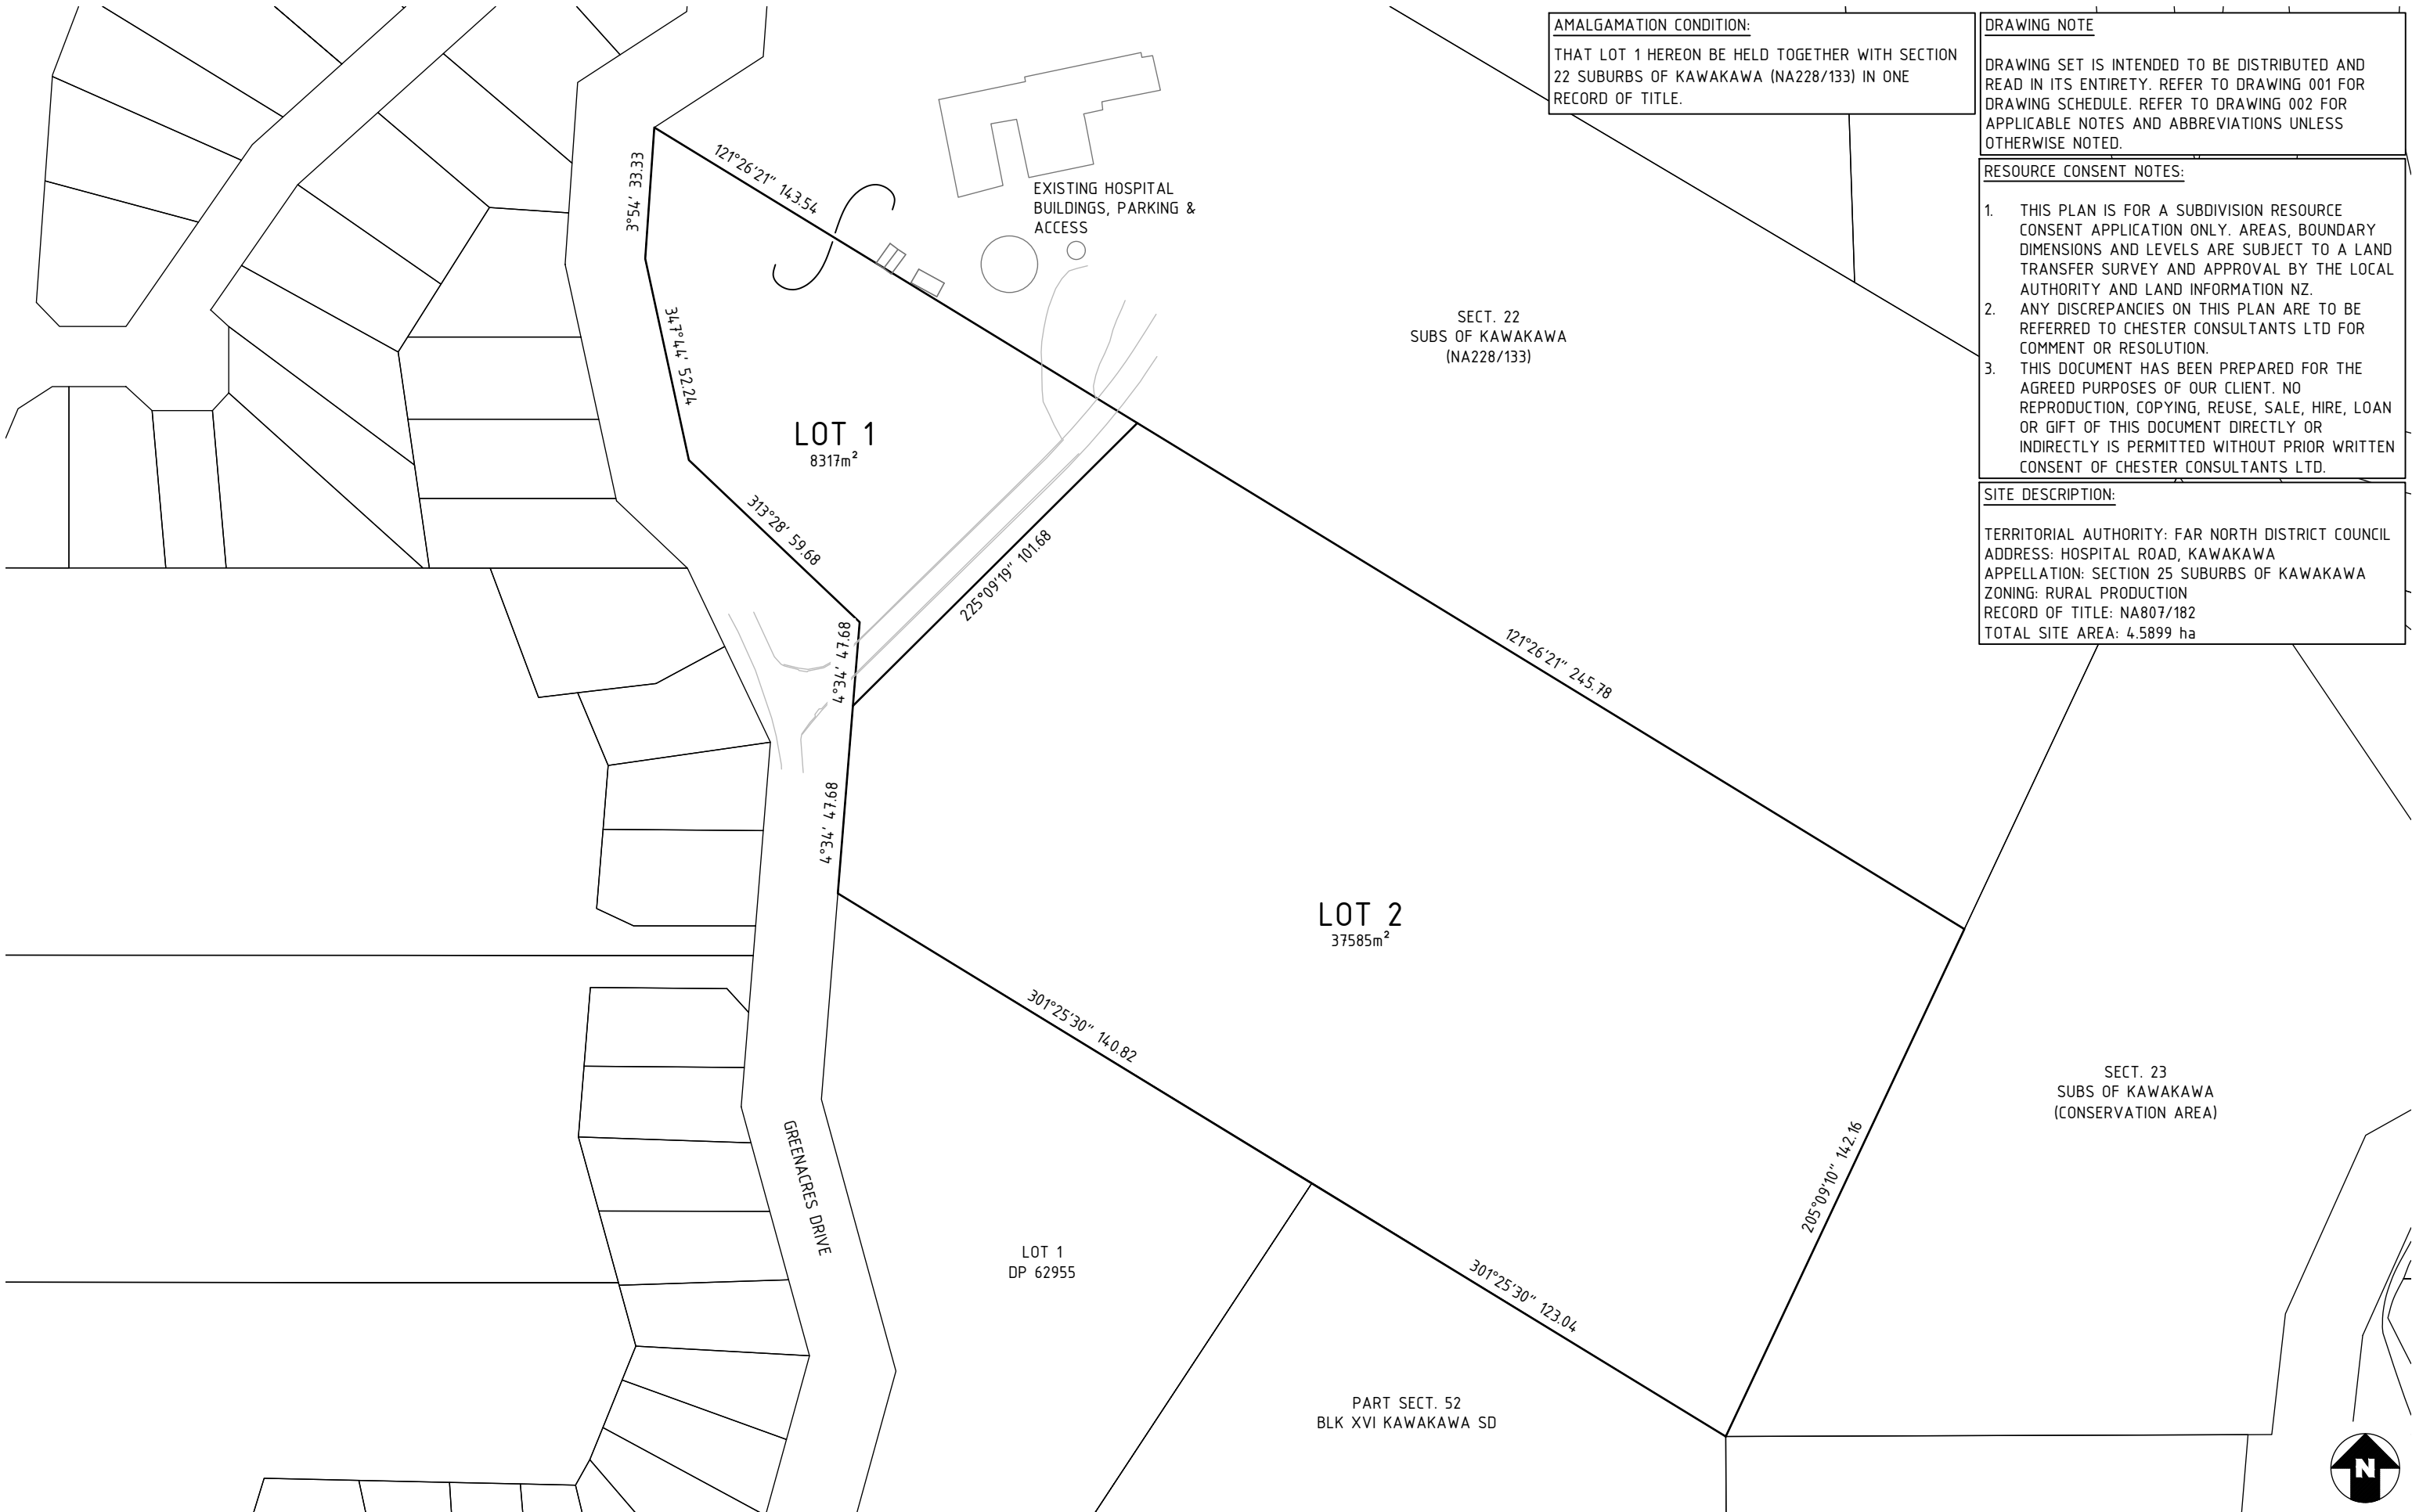 AMALGAMATION CONDITION:
THAT LOT 1 HEREON BE HELD TOGETHER WITH SECTION
22 SUBURBS OF KAWAKAWA (NA228/133) IN ONE
RECORD OF TITLE.
DRAWING NOTE
DRAWING SET IS INTENDED TO BE DISTRIBUTED AND
READ IN ITS ENTIRETY. REFER TO DRAWING 001 FOR
DRAWING SCHEDULE. REFER TO DRAWING 002 FOR
APPLICABLE NOTES AND ABBREVIATIONS UNLESS
OTHERWISE NOTED.
RESOURCE CONSENT NOTES:
1. THIS PLAN IS FOR A SUBDIVISION RESOURCE
CONSENT APPLICATION ONLY. AREAS, BOUNDARY
DIMENSIONS AND LEVELS ARE SUBJECT TO A LAND
TRANSFER SURVEY AND APPROVAL BY THE LOCAL
AUTHORITY AND LAND INFORMATION NZ.
2. ANY DISCREPANCIES ON THIS PLAN ARE TO BE
REFERRED TO CHESTER CONSULTANTS LTD FOR
COMMENT OR RESOLUTION.
3. THIS DOCUMENT HAS BEEN PREPARED FOR THE
AGREED PURPOSES OF OUR CLIENT. NO
REPRODUCTION, COPYING, REUSE, SALE, HIRE, LOAN
OR GIFT OF THIS DOCUMENT DIRECTLY OR
INDIRECTLY IS PERMITTED WITHOUT PRIOR WRITTEN
CONSENT OF CHESTER CONSULTANTS LTD.
SITE DESCRIPTION:
TERRITORIAL AUTHORITY: FAR NORTH DISTRICT COUNCIL
ADDRESS: HOSPITAL ROAD, KAWAKAWA
APPELLATION: SECTION 25 SUBURBS OF KAWAKAWA
ZONING: RURAL PRODUCTION
RECORD OF TITLE: NA807/182
TOTAL SITE AREA: 4.5899 ha
3°54' 33.33
121°26'21" 143.54
EXISTING HOSPITAL
BUILDINGS, PARKING &
ACCESS
SECT. 22
SUBS OF KAWAKAWA
(NA228/133)
347°44' 52.24
LOT 1
8317m²
313°28' 59.68
225°09'19" 101.68
4°34' 47.68
121°26'21" 245.78
4°34' 47.68
LOT 2
37585m²
301°25'30" 140.82
SECT. 23
SUBS OF KAWAKAWA
(CONSERVATION AREA)
205°09'10" 142.16
GREENACRES DRIVE
LOT 1
DP 62955
301°25'30" 123.04
PART SECT. 52
BLK XVI KAWAKAWA SD
N